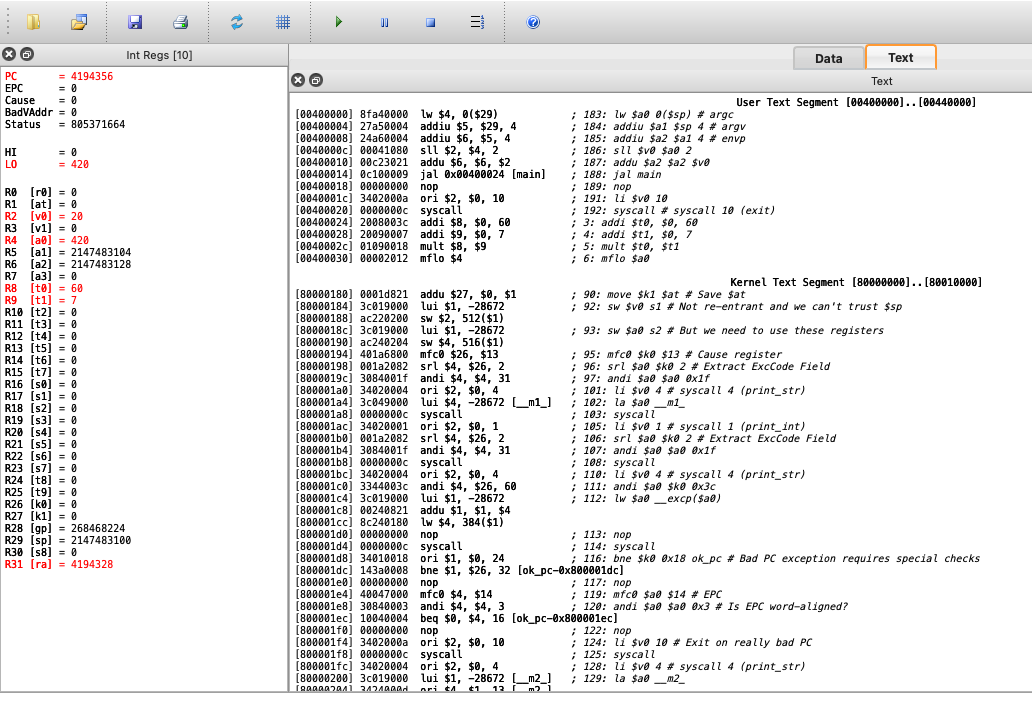 Int Regs [10]
PC = 4194356
EPC = 0
Cause = 0
BadVAddr = 0
Status = 805371664
HI = 0
LO = 420
R0 [r0] = 0
R1 [at] = 0
R2 [v0] = 20
R3 [v1] = 0
R4 [a0] = 420
R5 [a1] = 2147483104
R6 [a2] = 2147483128
R7 [a3] = 0
R8 [t0] = 60
R9 [t1] = 7
R10 [t2] = 0
R11 [t3] = 0
R12 [t4] = 0
R13 [t5] = 0
R14 [t6] = 0
R15 [t7] = 0
R16 [s0] = 0
R17 [s1] = 0
R18 [s2] = 0
R19 [s3] = 0
R20 [s4] = 0
R21 [s5] = 0
R22 [s6] = 0
R23 [s7] = 0
R24 [t8] = 0
R25 [t9] = 0
R26 [k0] = 0
R27 [k1] = 0
R28 [gp] = 268468224
R29 [sp] = 2147483100
R30 [s8] = 0
R31 [ra] = 4194328
Data Text
Text
User Text Segment [00400000]..[00440000]
[00400000] 8fa40000 lw $4, 0($29) ; 183: lw $a0 0($sp) # argc
[00400004] 27a50004 addiu $5, $29, 4 ; 184: addiu $a1 $sp 4 # argv
[00400008] 24a60004 addiu $6, $5, 4 ; 185: addiu $a2 $a1 4 # envp
[0040000c] 00041080 sll $2, $4, 2 ; 186: sll $v0 $a0 2
[00400010] 00c23021 addu $6, $6, $2 ; 187: addu $a2 $a2 $v0
[00400014] 0c100009 jal 0x00400024 [main] ; 188: jal main
[00400018] 00000000 nop ; 189: nop
[0040001c] 3402000a ori $2, $0, 10 ; 191: li $v0 10
[00400020] 0000000c syscall ; 192: syscall # syscall 10 (exit)
[00400024] 2008003c addi $8, $0, 60 ; 3: addi $t0, $0, 60
[00400028] 20090007 addi $9, $0, 7 ; 4: addi $t1, $0, 7
[0040002c] 01090018 mult $8, $9 ; 5: mult $t0, $t1
[00400030] 00002012 mflo $4 ; 6: mflo $a0
Kernel Text Segment [80000000]..[80010000]
[80000180] 0001d821 addu $27, $0, $1 ; 90: move $k1 $at # Save $at
[80000184] 3c019000 lui $1, -28672 ; 92: sw $v0 s1 # Not re-entrant and we can't trust $sp
[80000188] ac220200 sw $2, 512($1)
[8000018c] 3c019000 lui $1, -28672 ; 93: sw $a0 s2 # But we need to use these registers
[80000190] ac240204 sw $4, 516($1)
[80000194] 401a6800 mfc0 $26, $13 ; 95: mfc0 $k0 $13 # Cause register
[80000198] 001a2082 srl $4, $26, 2 ; 96: srl $a0 $k0 2 # Extract ExcCode Field
[8000019c] 3084001f andi $4, $4, 31 ; 97: andi $a0 $a0 0x1f
[800001a0] 34020004 ori $2, $0, 4 ; 101: li $v0 4 # syscall 4 (print_str)
[800001a4] 3c049000 lui $4, -28672 [__m1_] ; 102: la $a0 __m1_
[800001a8] 0000000c syscall ; 103: syscall
[800001ac] 34020001 ori $2, $0, 1 ; 105: li $v0 1 # syscall 1 (print_int)
[800001b0] 001a2082 srl $4, $26, 2 ; 106: srl $a0 $k0 2 # Extract ExcCode Field
[800001b4] 3084001f andi $4, $4, 31 ; 107: andi $a0 $a0 0x1f
[800001b8] 0000000c syscall ; 108: syscall
[800001bc] 34020004 ori $2, $0, 4 ; 110: li $v0 4 # syscall 4 (print_str)
[800001c0] 3344003c andi $4, $26, 60 ; 111: andi $a0 $k0 0x3c
[800001c4] 3c019000 lui $1, -28672 ; 112: lw $a0 __excp($a0)
[800001c8] 00240821 addu $1, $1, $4
[800001cc] 8c240180 lw $4, 384($1)
[800001d0] 00000000 nop ; 113: nop
[800001d4] 0000000c syscall ; 114: syscall
[800001d8] 34010018 ori $1, $0, 24 ; 116: bne $k0 0x18 ok_pc # Bad PC exception requires special checks
[800001dc] 143a0008 bne $1, $26, 32 [ok_pc-0x800001dc]
[800001e0] 00000000 nop ; 117: nop
[800001e4] 40047000 mfc0 $4, $14 ; 119: mfc0 $a0 $14 # EPC
[800001e8] 30840003 andi $4, $4, 3 ; 120: andi $a0 $a0 0x3 # Is EPC word-aligned?
[800001ec] 10040004 beq $0, $4, 16 [ok_pc-0x800001ec]
[800001f0] 00000000 nop ; 122: nop
[800001f4] 3402000a ori $2, $0, 10 ; 124: li $v0 10 # Exit on really bad PC
[800001f8] 0000000c syscall ; 125: syscall
[800001fc] 34020004 ori $2, $0, 4 ; 128: li $v0 4 # syscall 4 (print_str)
[80000200] 3c019000 lui $1, -28672 [__m2_] ; 129: la $a0 __m2_
[80000204] 3424000d ori $4, $1, 13 [__m2_]